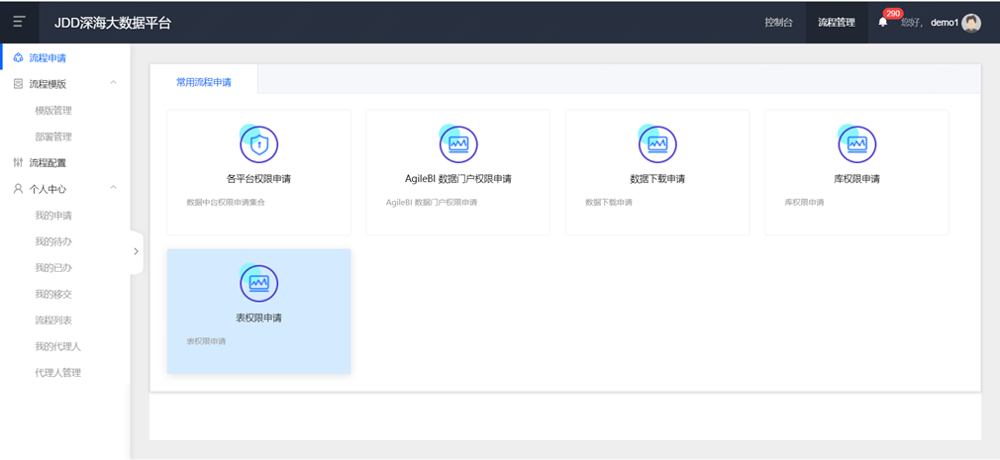 JDD深海大数据平台
控制台
流程管理
290
您好，
demo1
流程申请
流程模版
模版管理
部署管理
流程配置
个人中心
我的申请
我的待办
我的已办
我的移交
流程列表
我的代理人
代理人管理
常用流程申请
各平台权限申请
数据中台权限申请集合
AgileBI 数据门户权限申请
AgileBI 数据门户权限申请
数据下载申请
数据下载申请
库权限申请
库权限申请
表权限申请
表权限申请